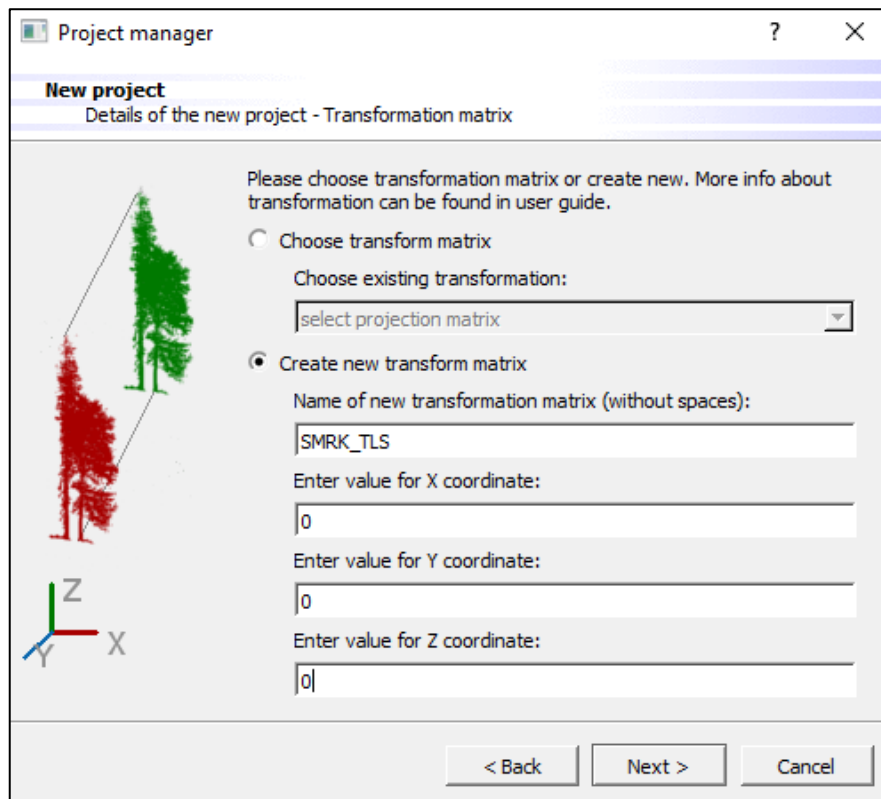 Project manager
?
New project
Details of the new project - Transformation matrix
Please choose transformation matrix or create new. More info about
transformation can be found in user guide.
Choose transform matrix
Choose existing transformation:
select projection matrix
Create new transform matrix
Name of new transformation matrix (without spaces):
SMRK_TLS
Enter value for X coordinate:
0
Enter value for Y coordinate:
0
Enter value for Z coordinate:
0
Z
X
Y
< Back
Next >
Cancel